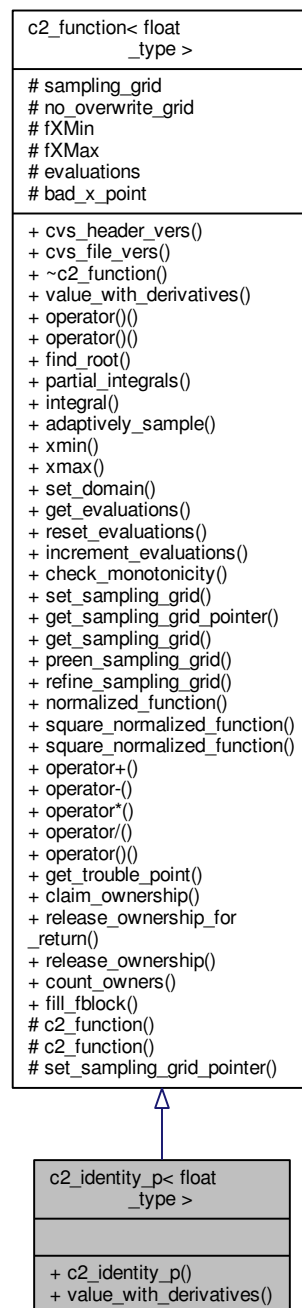 c2_function< float
_type >
# sampling_grid
# no_overwrite_grid
# fXMin
# fXMax
# evaluations
# bad_x_point
+ cvs_header_vers()
+ cvs_file_vers()
+ ~c2_function()
+ value_with_derivatives()
+ operator()()
+ operator()()
+ find_root()
+ partial_integrals()
+ integral()
+ adaptively_sample()
+ xmin()
+ xmax()
+ set_domain()
+ get_evaluations()
+ reset_evaluations()
+ increment_evaluations()
+ check_monotonicity()
+ set_sampling_grid()
+ get_sampling_grid_pointer()
+ get_sampling_grid()
+ preen_sampling_grid()
+ refine_sampling_grid()
+ normalized_function()
+ square_normalized_function()
+ square_normalized_function()
+ operator+()
+ operator-()
+ operator*()
+ operator/()
+ operator()()
+ get_trouble_point()
+ claim_ownership()
+ release_ownership_for
_return()
+ release_ownership()
+ count_owners()
+ fill_fblock()
# c2_function()
# c2_function()
# set_sampling_grid_pointer()
c2_identity_p< float
_type >
+ c2_identity_p()
+ value_with_derivatives()